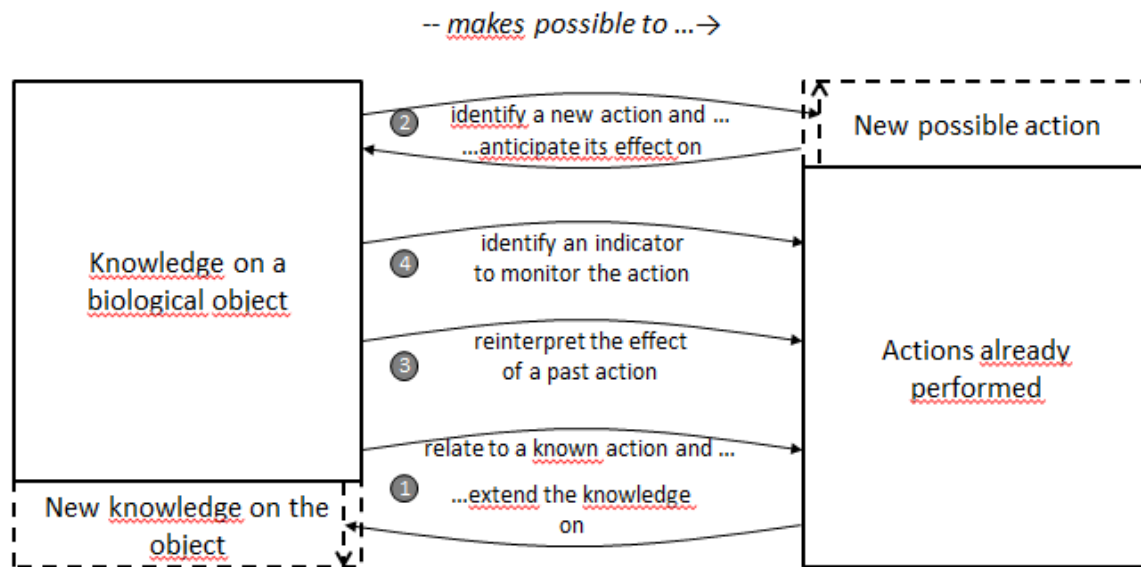 -- makes possible to ...→
2
identify a new action and ...
...anticipate its effect on
New possible action
Knowledge on a
biological object
4
identify an indicator
to monitor the action
3
reinterpret the effect
of a past action
Actions already
performed
relate to a known action and ...
1
...extend the knowledge
on
New knowledge on the
object